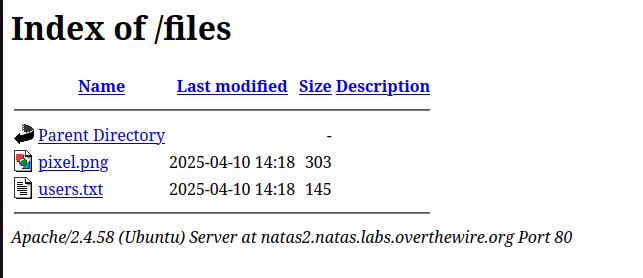 Index of /files
Name Last modified Size Description
Parent Directory -
pixel.png 2025-04-10 14:18 303
users.txt 2025-04-10 14:18 145
Apache/2.4.58 (Ubuntu) Server at natas2.natas.labs.overthewire.org Port 80